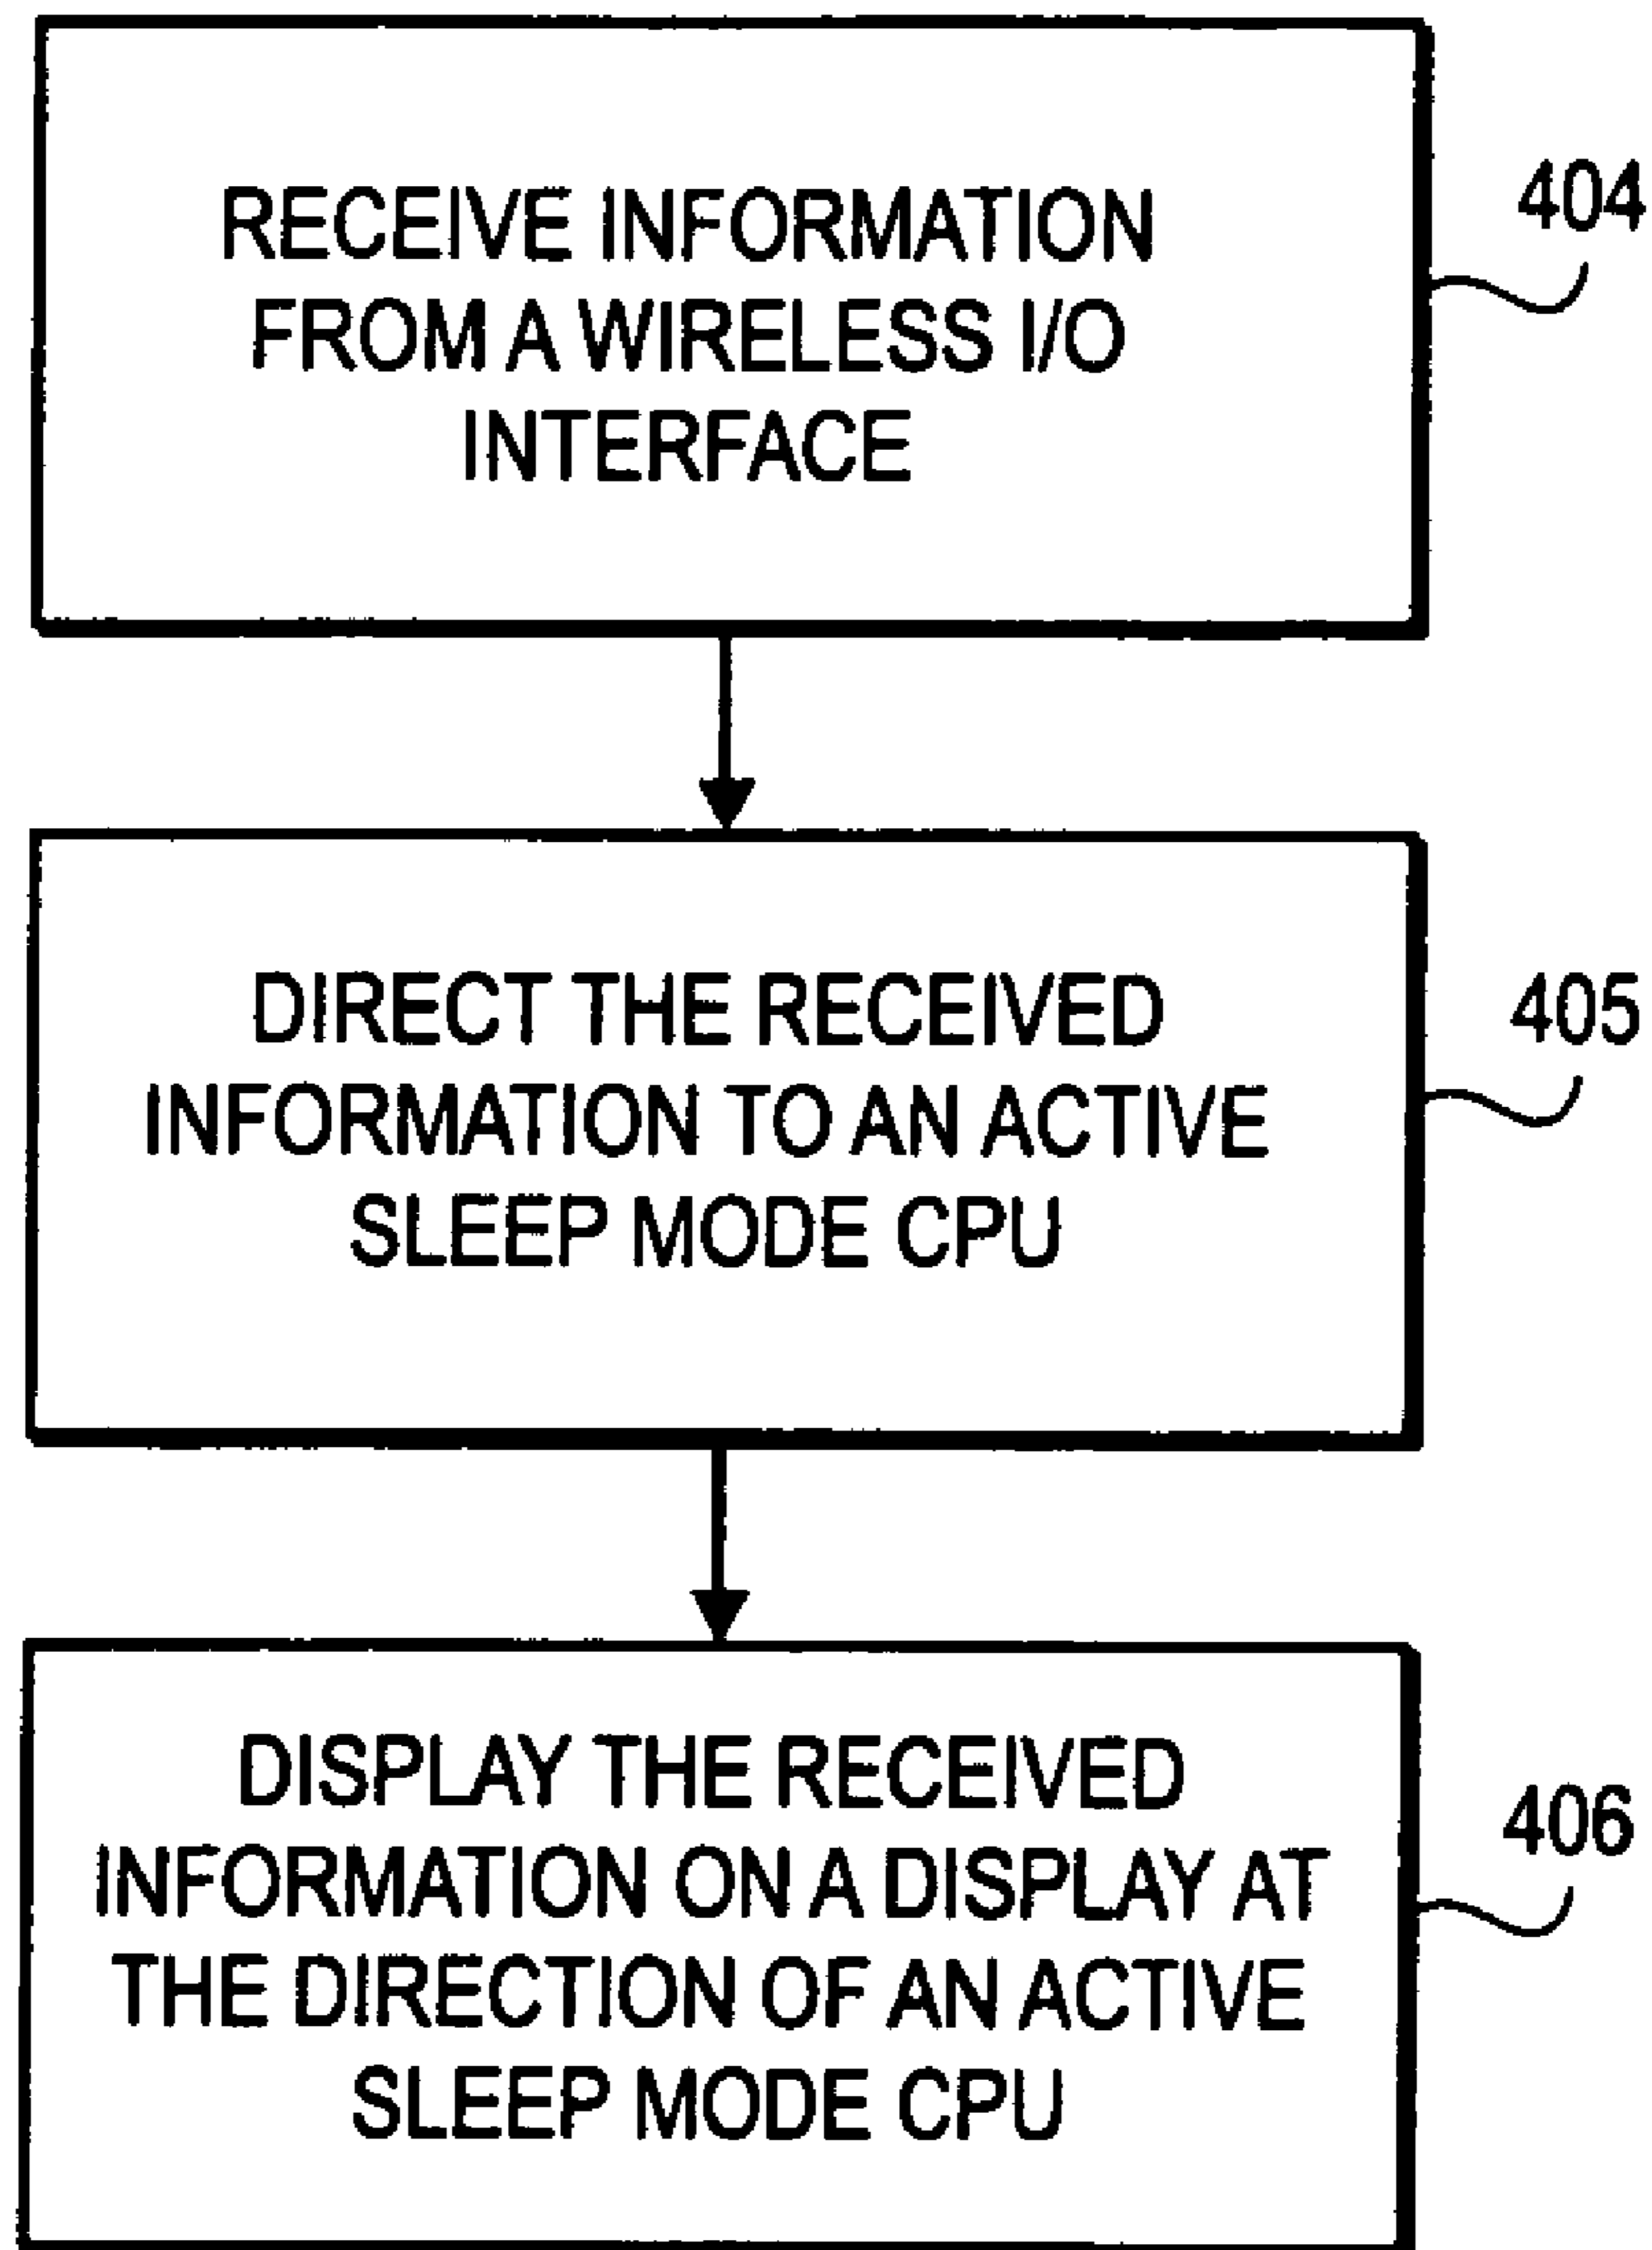 RECEIVE INFORMATION
FROM A WIRELESS I/O
INTERFACE
404
DIRECT THE RECEIVED
INFORMATION TO AN ACTIVE
SLEEP MODE CPU
405
DISPLAY THE RECEIVED
INFORMATION ON A DISPLAY AT
THE DIRECTION OF AN ACTIVE
SLEEP MODE CPU
406